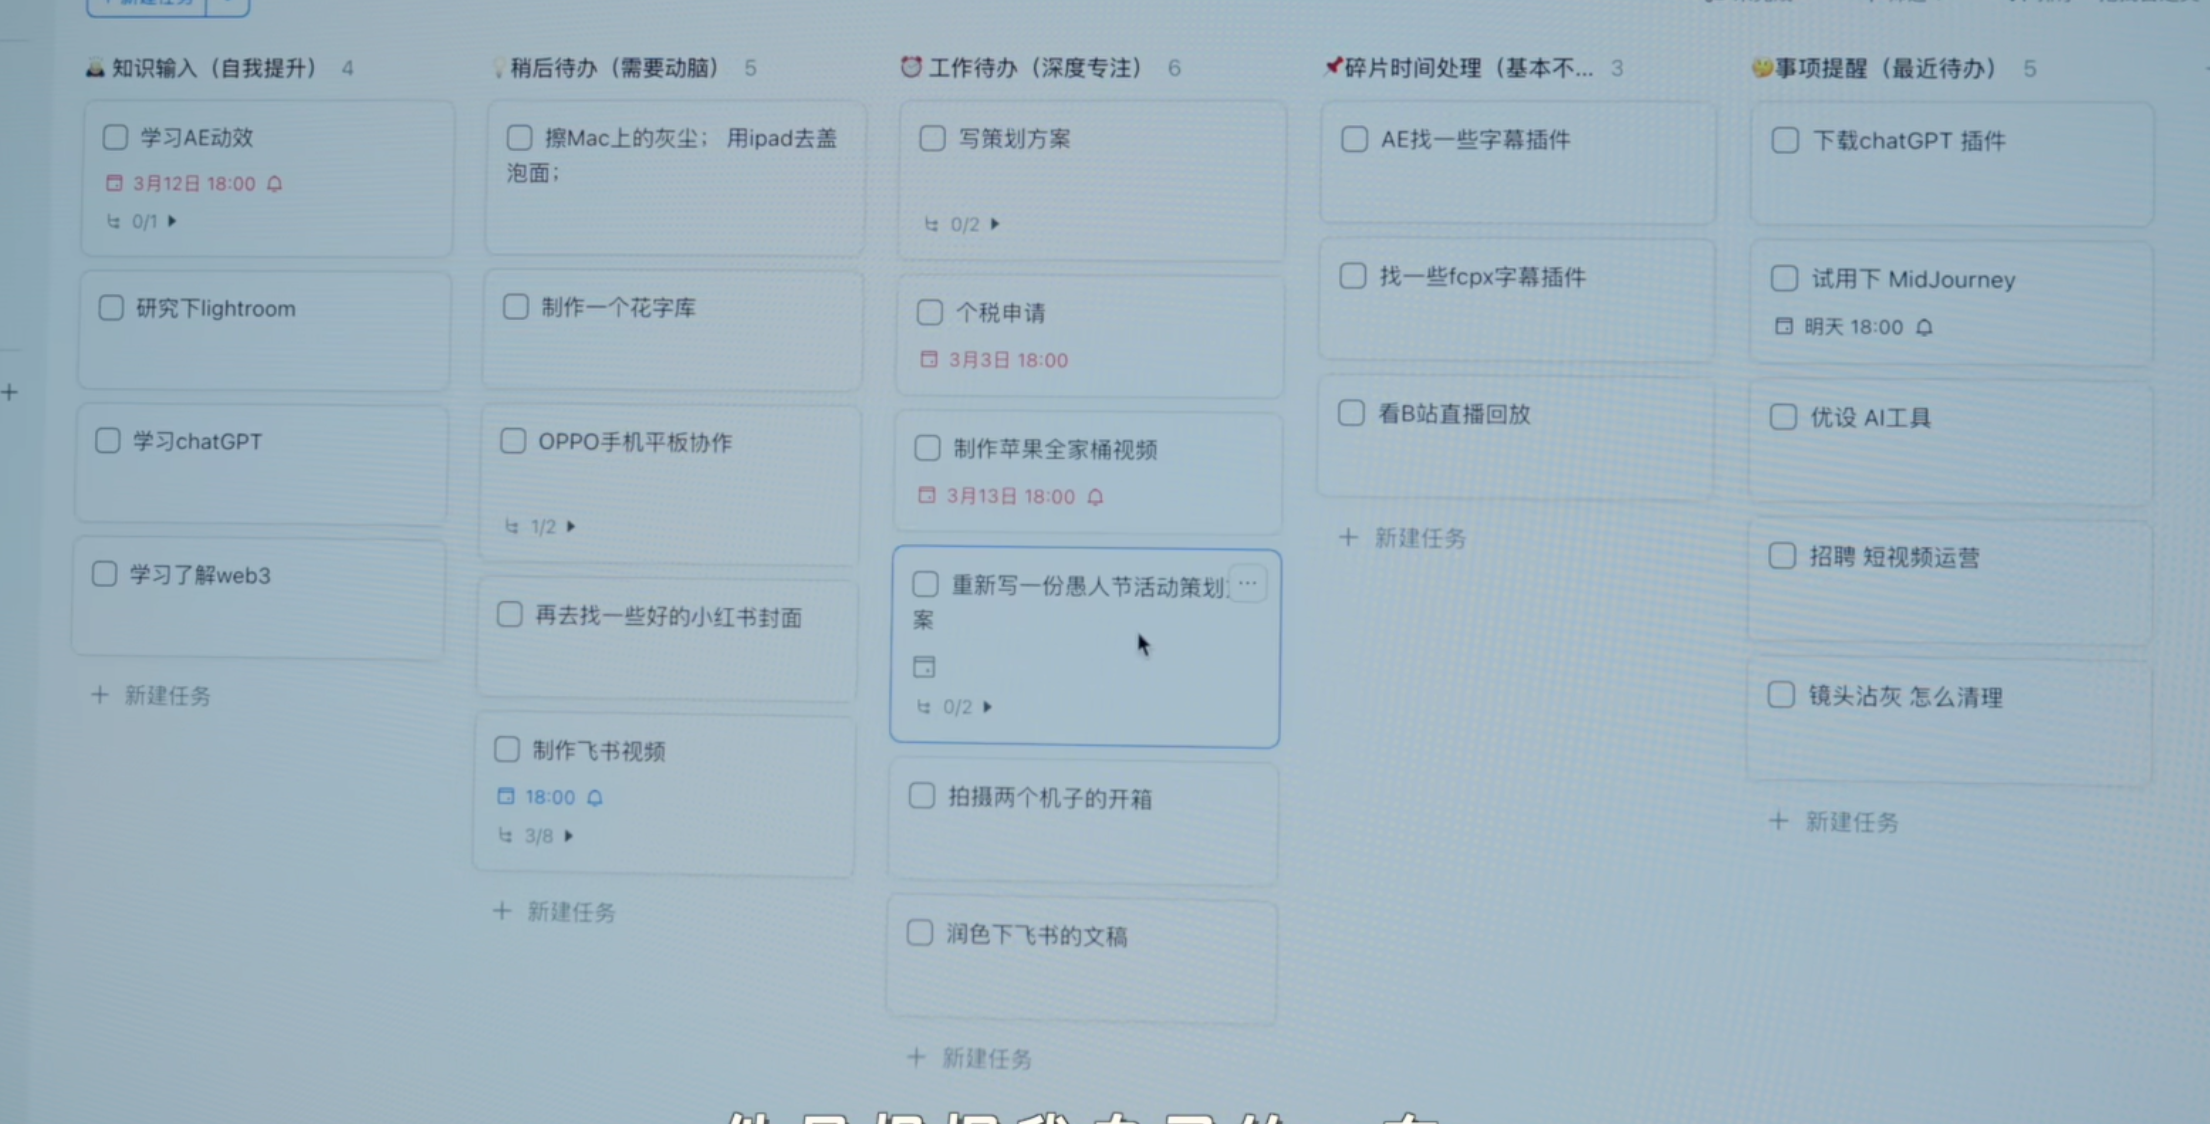 新建任务
知识输入（自我提升） 4
学习AE动效
3月12日 18:00
0/1
研究下lightroom
学习chatGPT
学习了解web3
+ 新建任务
稍后待办（需要动脑） 5
擦Mac上的灰尘； 用ipad去盖
泡面；
制作一个花字库
OPPO手机平板协作
1/2
再去找一些好的小红书封面
制作飞书视频
18:00
3/8
+ 新建任务
工作待办（深度专注） 6
写策划方案
0/2
个税申请
3月3日 18:00
制作苹果全家桶视频
3月13日 18:00
重新写一份愚人节活动策划
案
0/2
拍摄两个机子的开箱
润色下飞书的文稿
+ 新建任务
碎片时间处理（基本不... 3
AE找一些字幕插件
找一些fcpx字幕插件
看B站直播回放
+ 新建任务
事项提醒（最近待办） 5
下载chatGPT 插件
试用下 MidJourney
明天 18:00
优设 AI工具
招聘 短视频运营
镜头沾灰 怎么清理
+ 新建任务